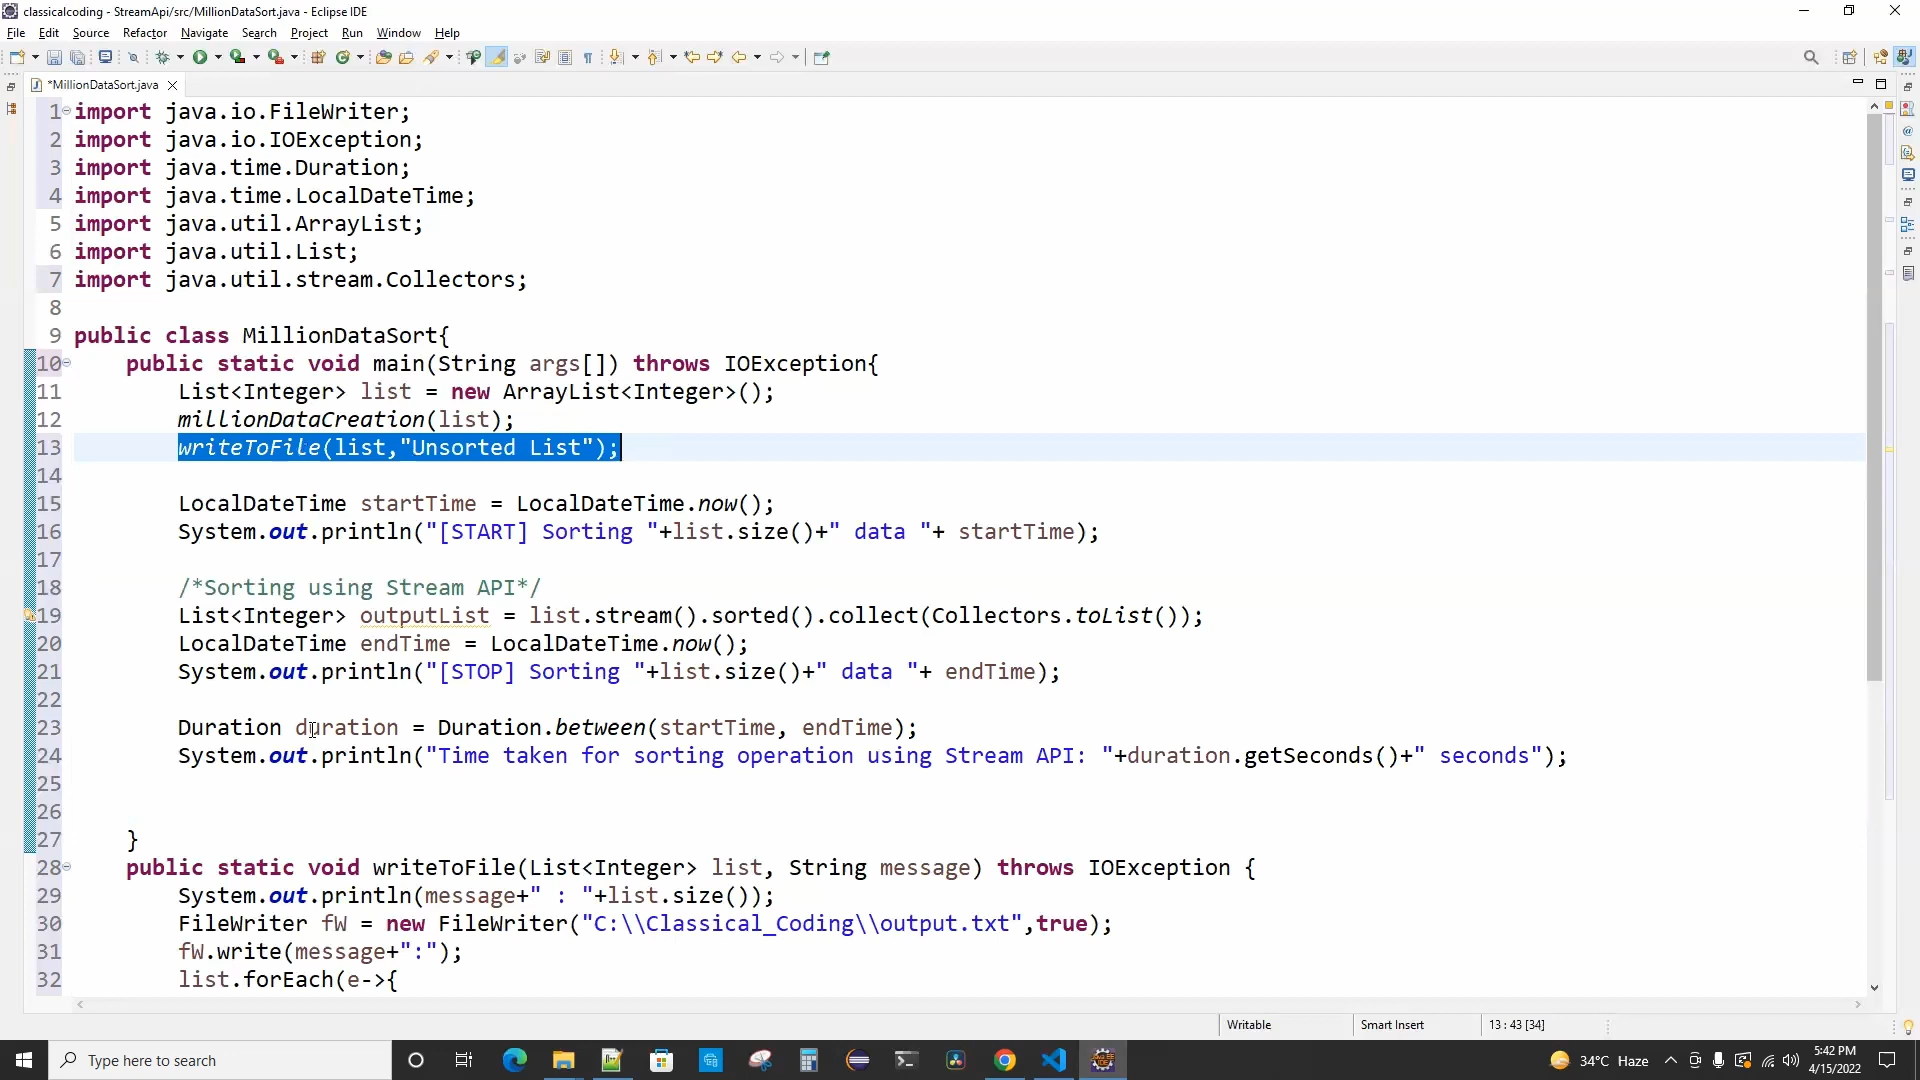 classicalcoding - StreamApi/src/MillionDataSort.java - Eclipse IDE
File Edit Source Refactor Navigate Search Project Run Window Help
*MillionDataSort.java
1 import java.io.FileWriter;
2 import java.io.IOException;
3 import java.time.Duration;
4 import java.time.LocalDateTime;
5 import java.util.ArrayList;
6 import java.util.List;
7 import java.util.stream.Collectors;
8
9 public class MillionDataSort{
10 public static void main(String args[]) throws IOException{
11 List<Integer> list = new ArrayList<Integer>();
12 millionDataCreation(list);
13 writeToFile(list,"Unsorted List");
14
15 LocalDateTime startTime = LocalDateTime.now();
16 System.out.println("[START] Sorting "+list.size()+" data "+ startTime);
17
18 /*Sorting using Stream API*/
19 List<Integer> outputList = list.stream().sorted().collect(Collectors.toList());
20 LocalDateTime endTime = LocalDateTime.now();
21 System.out.println("[STOP] Sorting "+list.size()+" data "+ endTime);
22
23 Duration duration = Duration.between(startTime, endTime);
24 System.out.println("Time taken for sorting operation using Stream API: "+duration.getSeconds()+" seconds");
25
26
27 }
28 public static void writeToFile(List<Integer> list, String message) throws IOException {
29 System.out.println(message+" : "+list.size());
30 FileWriter fW = new FileWriter("C:\\Classical_Coding\\output.txt",true);
31 fW.write(message+":");
32 list.forEach(e->{
Writable Smart Insert 13 : 43 [34]
Type here to search 34°C Haze 5:42 PM
4/15/2022